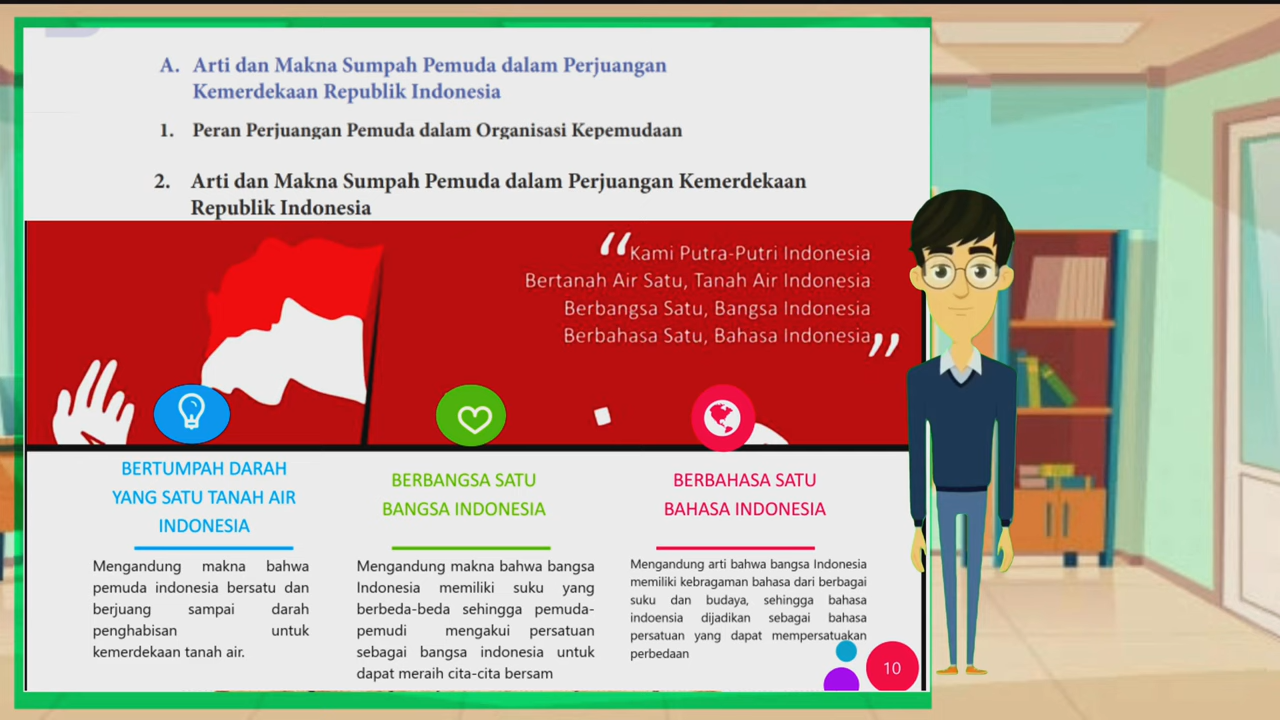 A. Arti dan Makna Sumpah Pemuda dalam Perjuangan
Kemerdekaan Republik Indonesia
1. Peran Perjuangan Pemuda dalam Organisasi Kepemudaan
2. Arti dan Makna Sumpah Pemuda dalam Perjuangan Kemerdekaan
Republik Indonesia
“Kami Putra-Putri Indonesia
Bertanah Air Satu, Tanah Air Indonesia
Berbangsa Satu, Bangsa Indonesia
Berbahasa Satu, Bahasa Indonesia”
BERTUMPAH DARAH
YANG SATU TANAH AIR
INDONESIA
Mengandung makna bahwa
pemuda indonesia bersatu dan
berjuang sampai darah
penghabisan untuk
kemerdekaan tanah air.
BERBANGSA SATU
BANGSA INDONESIA
Mengandung makna bahwa bangsa
Indonesia memiliki suku yang
berbeda-beda sehingga pemuda-
pemudi mengakui persatuan
sebagai bangsa indonesia untuk
dapat meraih cita-cita bersam
BERBAHASA SATU
BAHASA INDONESIA
Mengandung arti bahwa bangsa Indonesia
memiliki kebragaman bahasa dari berbagai
suku dan budaya, sehingga bahasa
indoensia dijadikan sebagai bahasa
persatuan yang dapat mempersatuakan
perbedaan
10